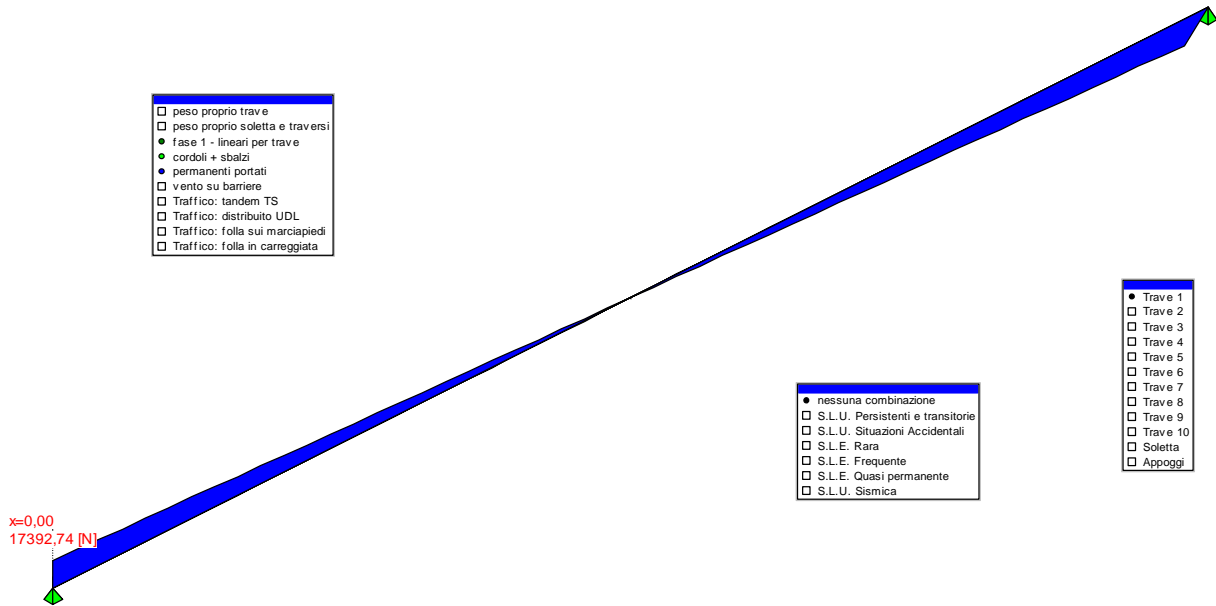 peso proprio trave
peso proprio soletta e traversi
fase 1 - lineari per trave
cordoli + sbalzi
permanenti portati
vento su barriere
Traffico: tandem TS
Traffico: distribuito UDL
Traffico: folla sui marciapiedi
Traffico: folla in carreggiata
Trave 1
Trave 2
Trave 3
Trave 4
Trave 5
Trave 6
Trave 7
Trave 8
Trave 9
Trave 10
Soletta
Appoggi
nessuna combinazione
S.L.U. Persistenti e transitorie
S.L.U. Situazioni Accidentali
S.L.E. Rara
S.L.E. Frequente
S.L.E. Quasi permanente
S.L.U. Sismica
x=0,00
17392,74 [N]